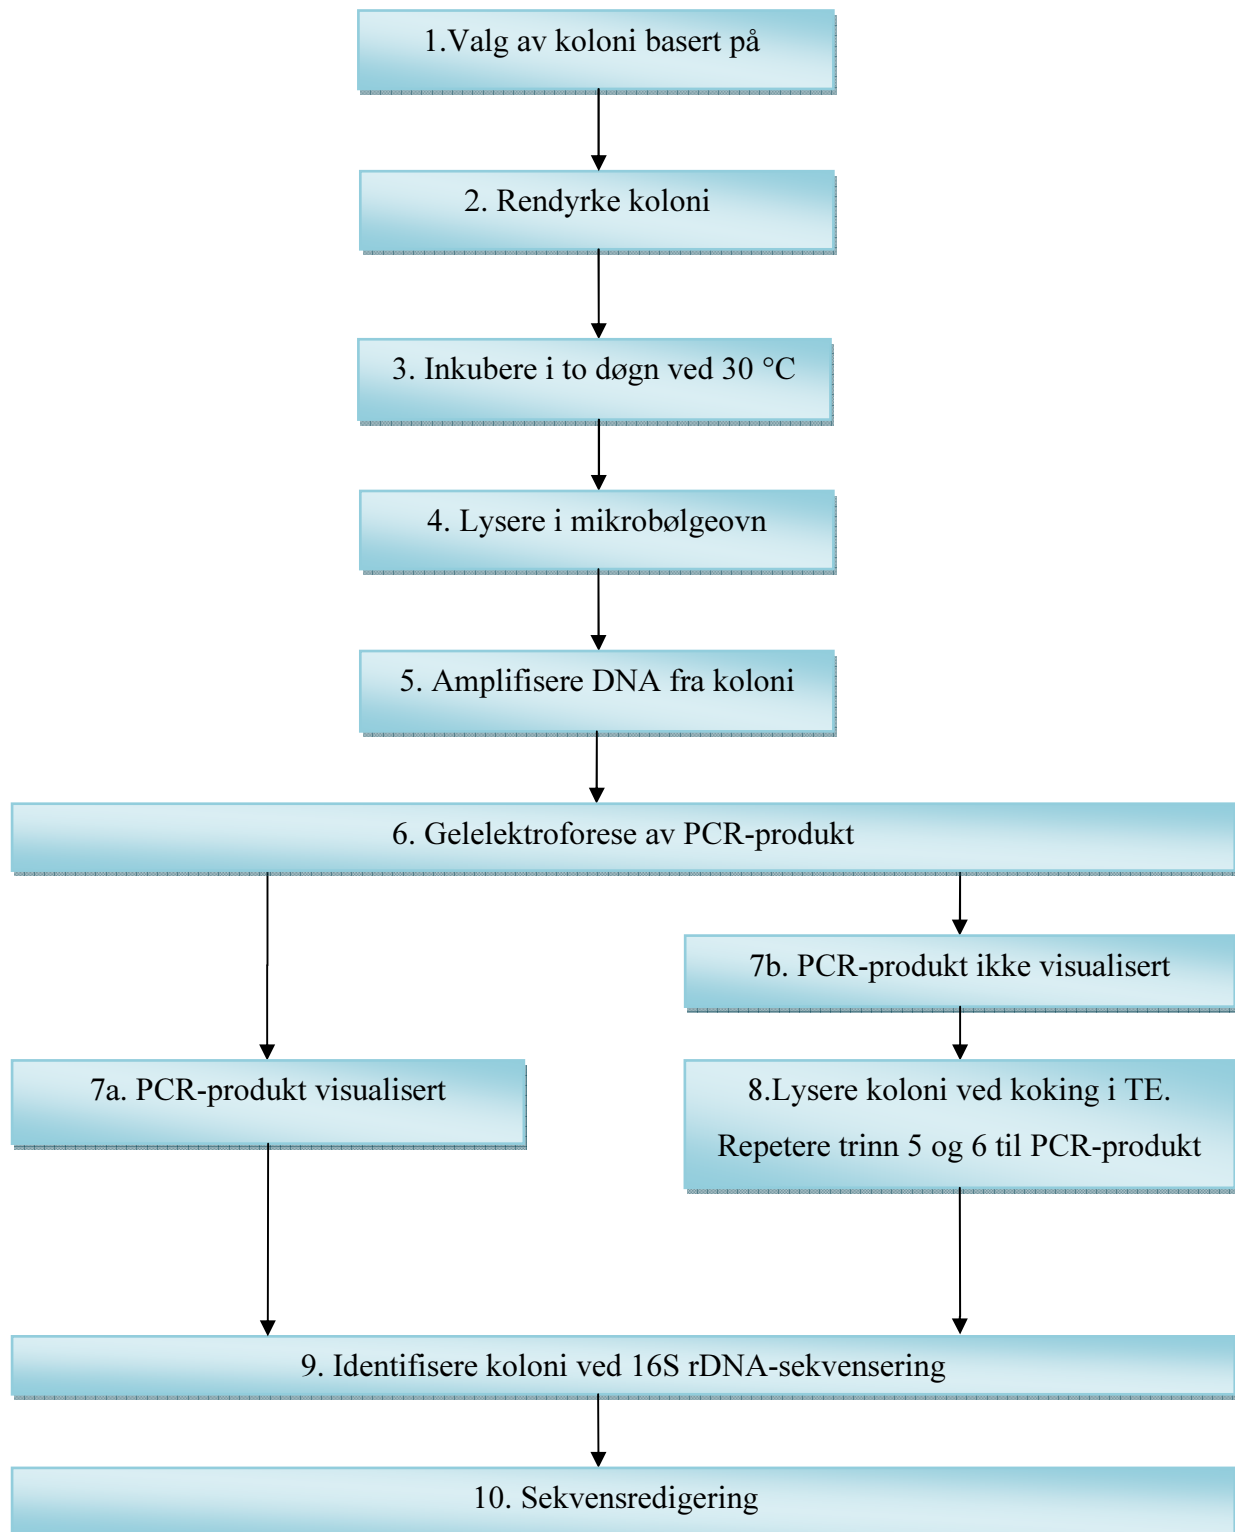 1.Valg av koloni basert på
2. Rendyrke koloni
3. Inkubere i to døgn ved 30 °C
4. Lysere i mikrobølgeovn
5. Amplifisere DNA fra koloni
6. Gelelektroforese av PCR-produkt
7b. PCR-produkt ikke visualisert
7a. PCR-produkt visualisert
8.Lysere koloni ved koking i TE.
Repetere trinn 5 og 6 til PCR-produkt
9. Identifisere koloni ved 16S rDNA-sekvensering
10. Sekvensredigering